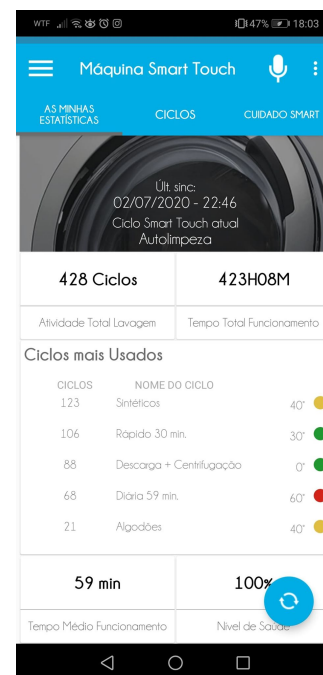 WTF 47% 18:03
Máquina Smart Touch
AS MINHAS
ESTATÍSTICAS
CICLOS
CUIDADO SMART
Últ.
sinc:
02/07/2020 - 22:46
Ciclo Smart
Touch atual
Autolimpeza
428 Ciclos
423H08M
Atividade Total Lavagem
Tempo Total Funcionamento
Ciclos mais Usados
CICLOS NOME DO CICLO
123 Sintéticos 40°
106 Rápido 30 min. 30°
88 Descarga + Centrifugação 0°
68 Diária 59 min. 60°
21 Algodões 40°
59 min
100%
Tempo Médio Funcionamento
Nível de Saúde